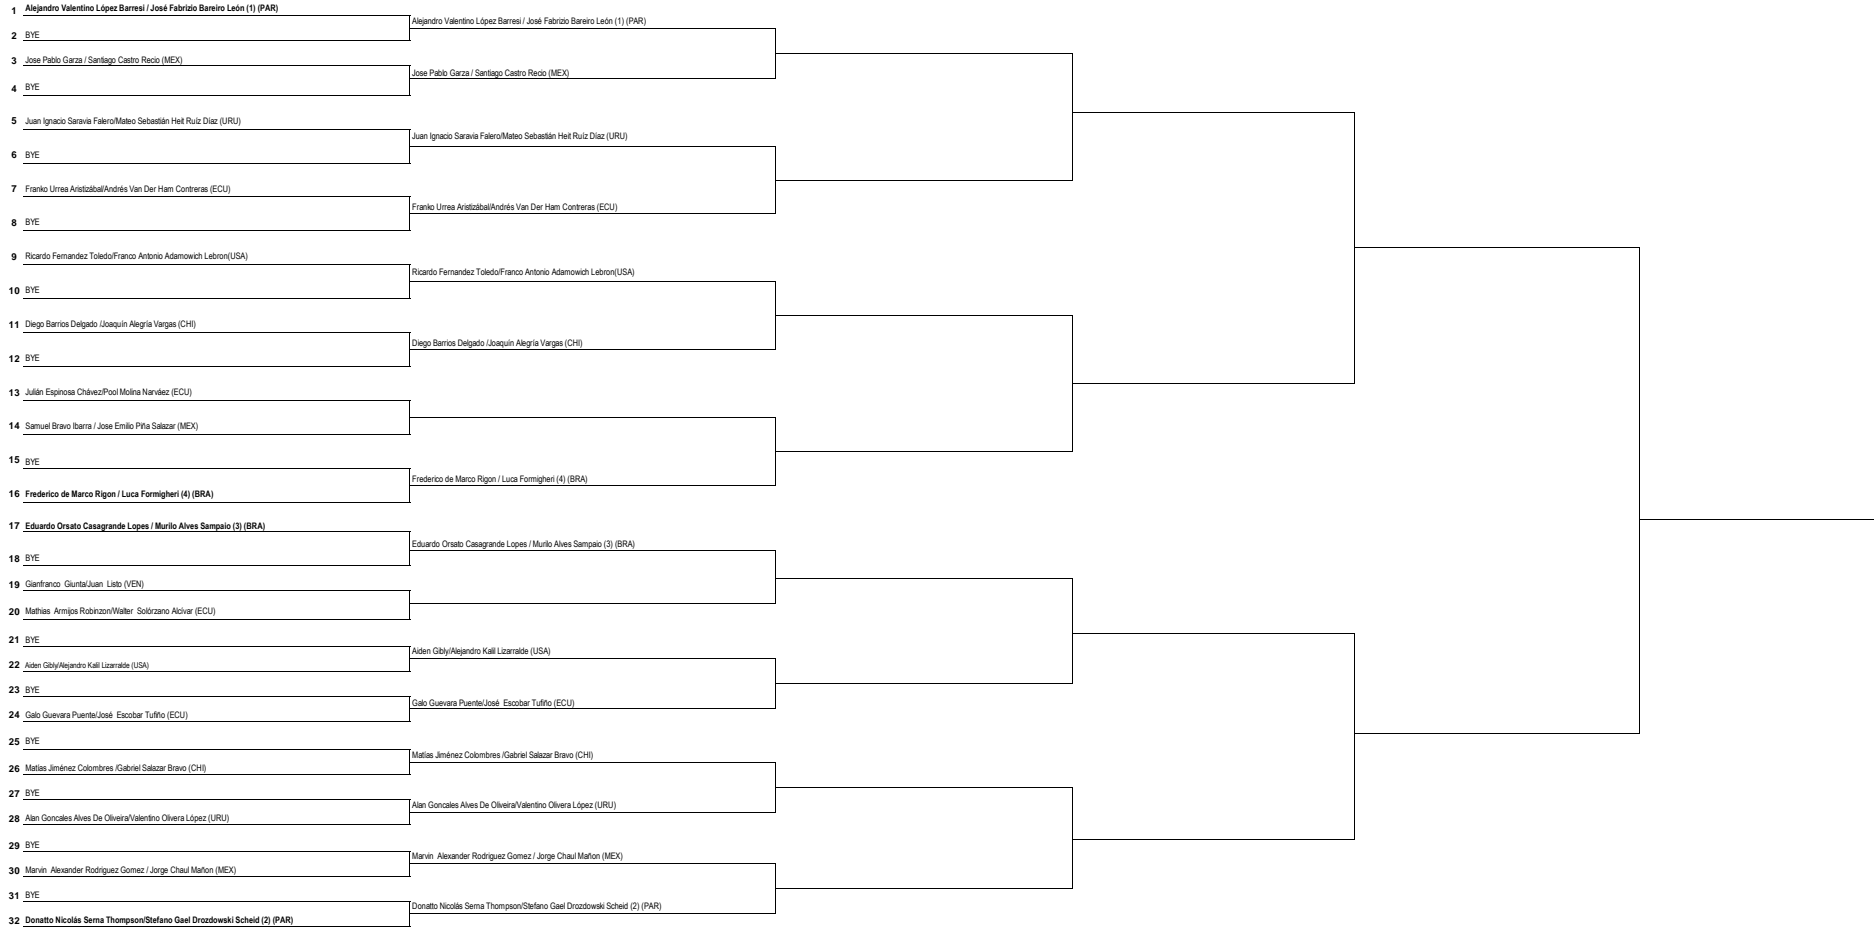 1 Alejandro Valentino López Barresi / José Fabrizio Bareiro León (1) (PAR)
Alejandro Valentino López Barresi / José Fabrizio Bareiro León (1) (PAR)
2 BYE
3 Jose Pablo Garza / Santiago Castro Recio (MEX)
Jose Pablo Garza / Santiago Castro Recio (MEX)
4 BYE
5 Juan Ignacio Saravia Falero/Mateo Sebastián Heit Ruíz Díaz (URU)
Juan Ignacio Saravia Falero/Mateo Sebastián Heit Ruíz Díaz (URU)
6 BYE
7 Franko Urrea Aristizábal/Andrés Van Der Ham Contreras (ECU)
Franko Urrea Aristizábal/Andrés Van Der Ham Contreras (ECU)
8 BYE
9 Ricardo Fernandez Toledo/Franco Antonio Adamowich Lebron(USA)
Ricardo Fernandez Toledo/Franco Antonio Adamowich Lebron(USA)
10 BYE
11 Diego Barrios Delgado /Joaquín Alegría Vargas (CHI)
Diego Barrios Delgado /Joaquín Alegría Vargas (CHI)
12 BYE
13 Julián Espinosa Chávez/Pool Molina Narváez (ECU)
14 Samuel Bravo Ibarra / Jose Emilio Piña Salazar (MEX)
15 BYE
Frederico de Marco Rigon / Luca Formigheri (4) (BRA)
16 Frederico de Marco Rigon / Luca Formigheri (4) (BRA)
17 Eduardo Orsato Casagrande Lopes / Murilo Alves Sampaio (3) (BRA)
Eduardo Orsato Casagrande Lopes / Murilo Alves Sampaio (3) (BRA)
18 BYE
19 Gianfranco Giunta/Juan Listo (VEN)
20 Mathias Armijos Robinzon/Walter Solórzano Alcívar (ECU)
21 BYE
Aiden Gibly/Alejandro Kalil Lizarralde (USA)
22 Aiden Gibly/Alejandro Kalil Lizarralde (USA)
23 BYE
Galo Guevara Puente/José Escobar Tufiño (ECU)
24 Galo Guevara Puente/José Escobar Tufiño (ECU)
25 BYE
Matías Jiménez Colombres /Gabriel Salazar Bravo (CHI)
26 Matías Jiménez Colombres /Gabriel Salazar Bravo (CHI)
27 BYE
Alan Goncales Alves De Oliveira/Valentino Olivera López (URU)
28 Alan Goncales Alves De Oliveira/Valentino Olivera López (URU)
29 BYE
Marvin Alexander Rodriguez Gomez / Jorge Chaul Mañon (MEX)
30 Marvin Alexander Rodriguez Gomez / Jorge Chaul Mañon (MEX)
31 BYE
Donatto Nicolás Serna Thompson/Stefano Gael Drozdowski Scheid (2) (PAR)
32 Donatto Nicolás Serna Thompson/Stefano Gael Drozdowski Scheid (2) (PAR)